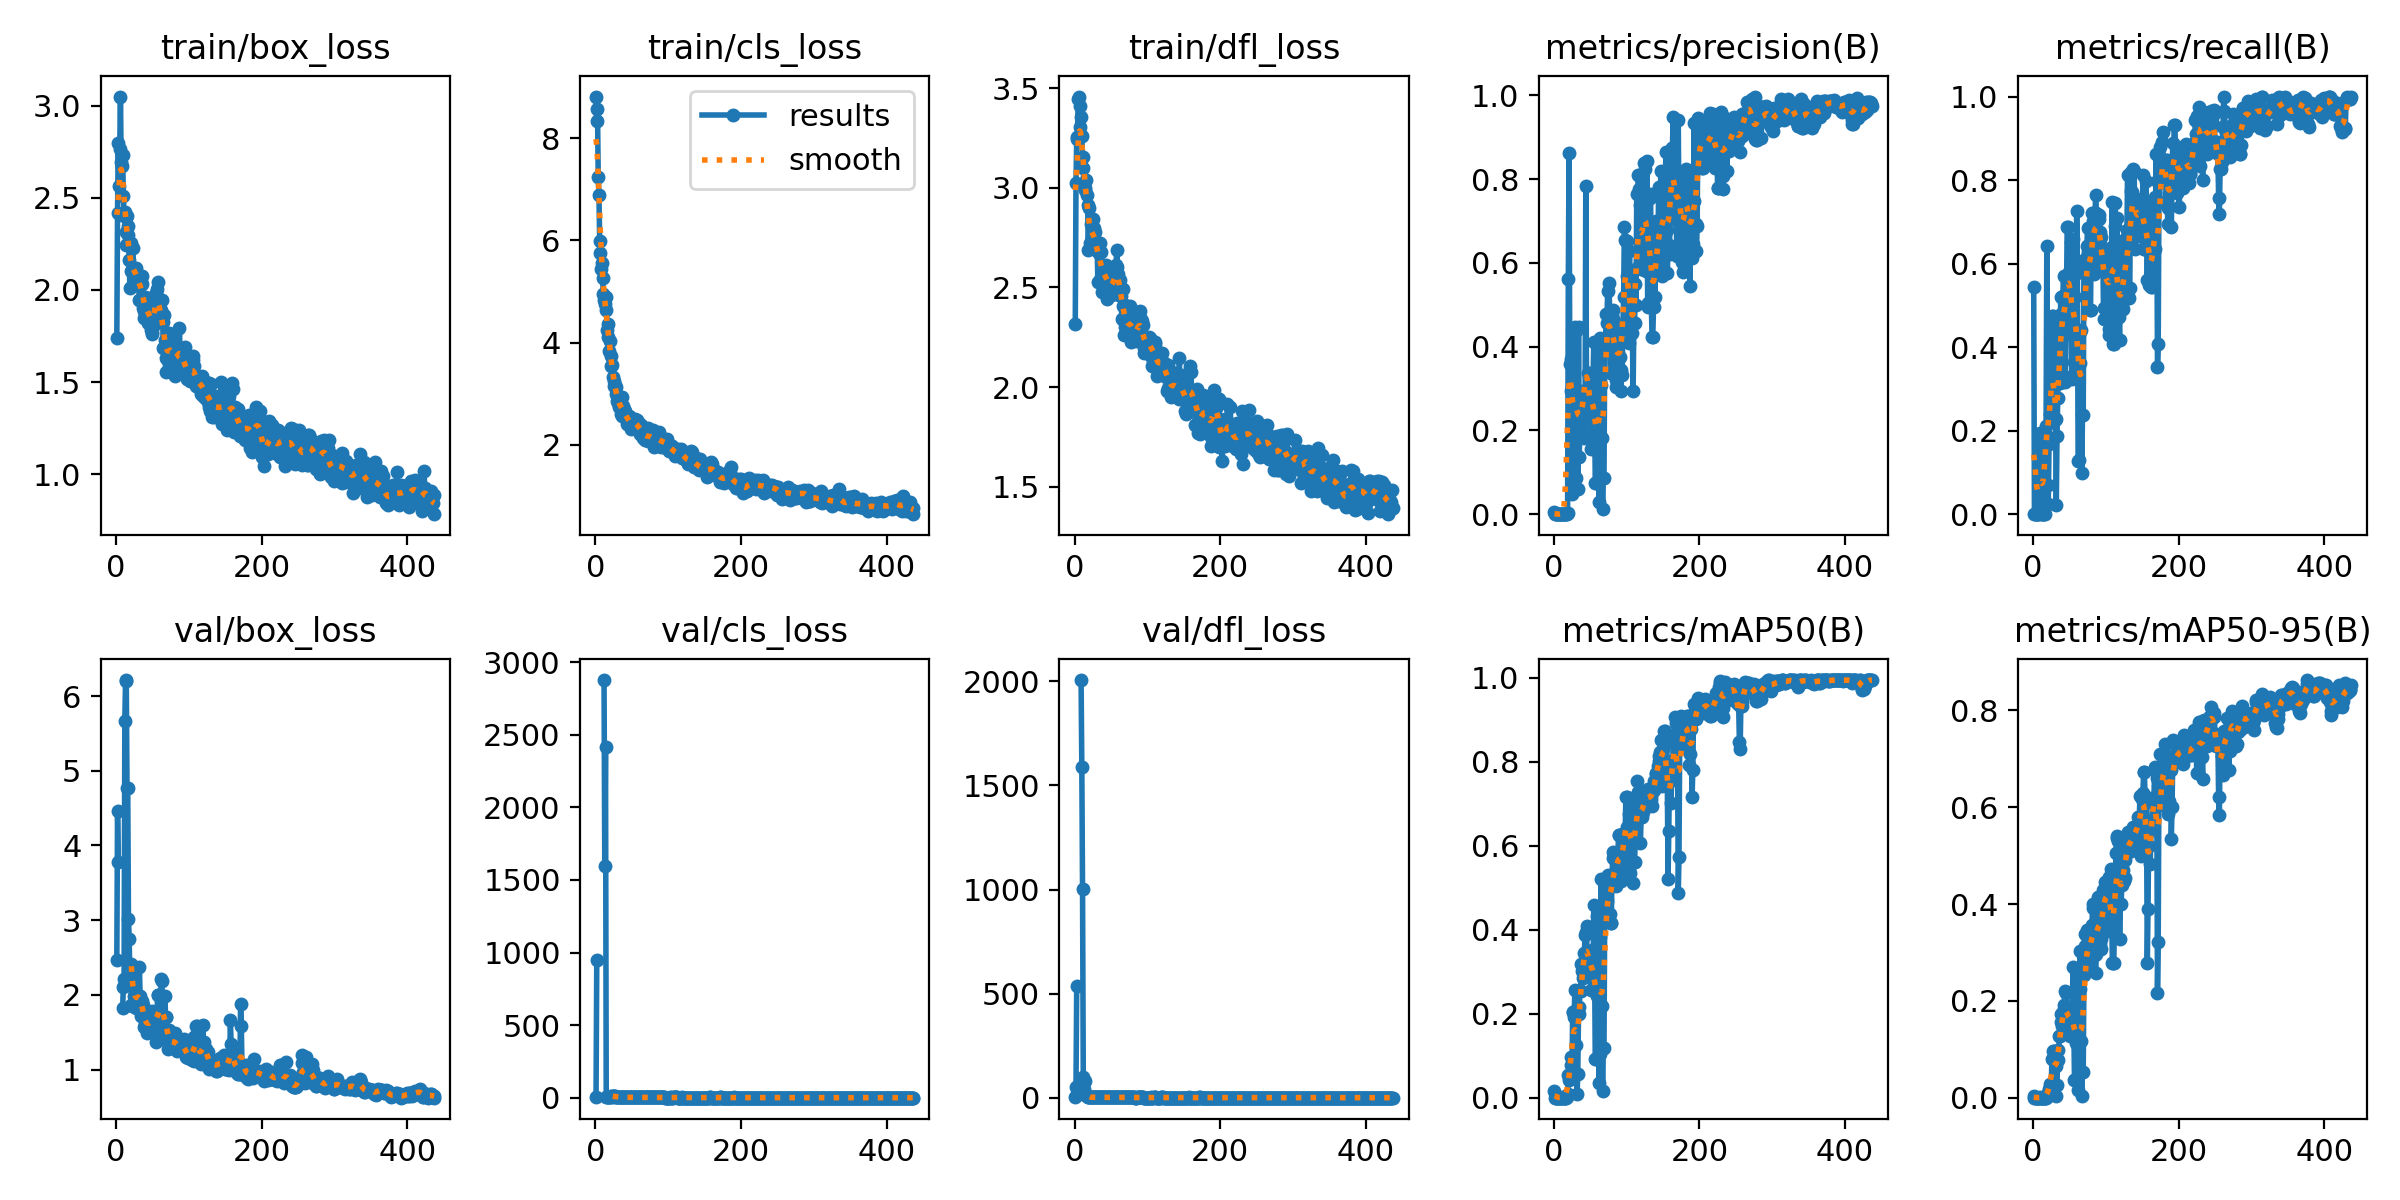 train/box_loss
3.0
2.5
2.0
1.5
1.0
0 200 400
train/cls_loss
results
smooth
8
6
4
2
0 200 400
train/dfl_loss
3.5
3.0
2.5
2.0
1.5
0 200 400
metrics/precision(B)
1.0
0.8
0.6
0.4
0.2
0.0
0 200 400
metrics/recall(B)
1.0
0.8
0.6
0.4
0.2
0.0
0 200 400
val/box_loss
6
5
4
3
2
1
0 200 400
val/cls_loss
3000
2500
2000
1500
1000
500
0
0 200 400
val/dfl_loss
2000
1500
1000
500
0
0 200 400
metrics/mAP50(B)
1.0
0.8
0.6
0.4
0.2
0.0
0 200 400
metrics/mAP50-95(B)
0.8
0.6
0.4
0.2
0.0
0 200 400